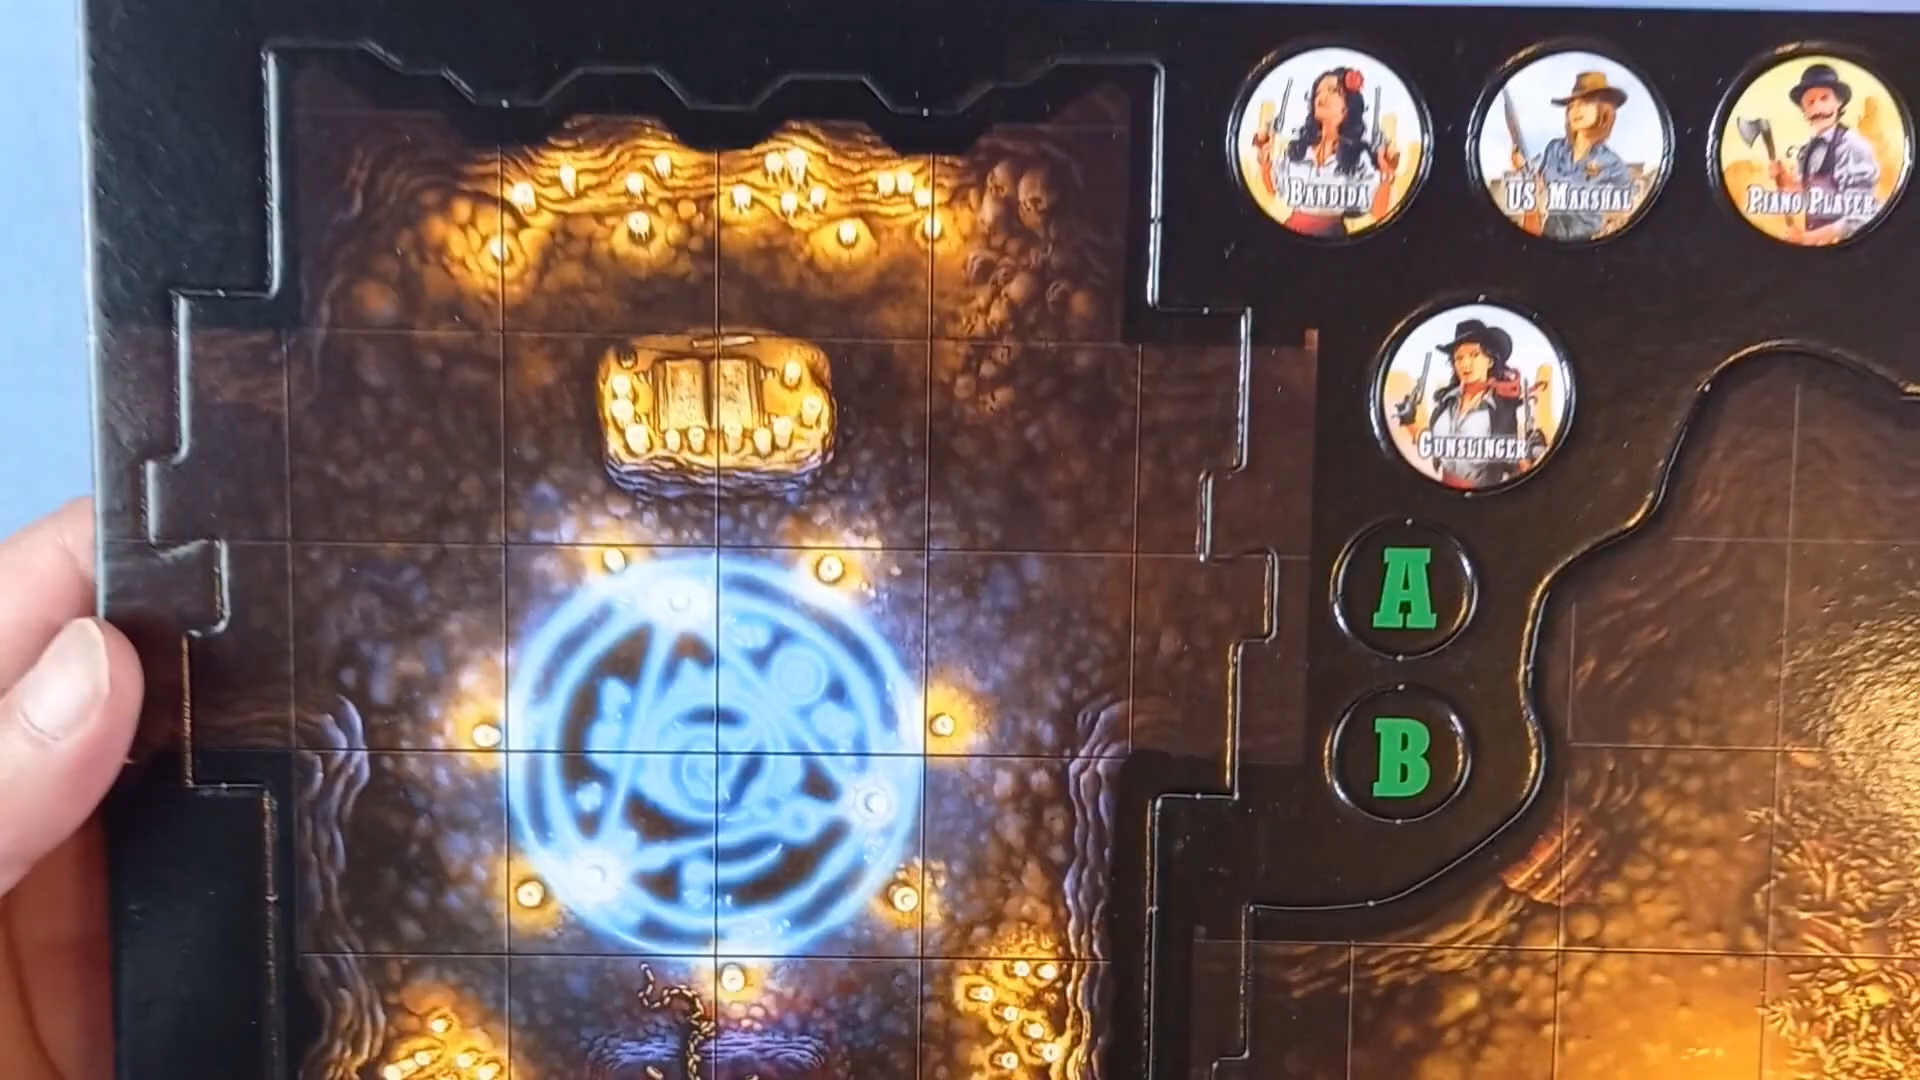 BANDIDA
US MARSHAL
PIANO PLAYER
GUNSLINGER
A
B